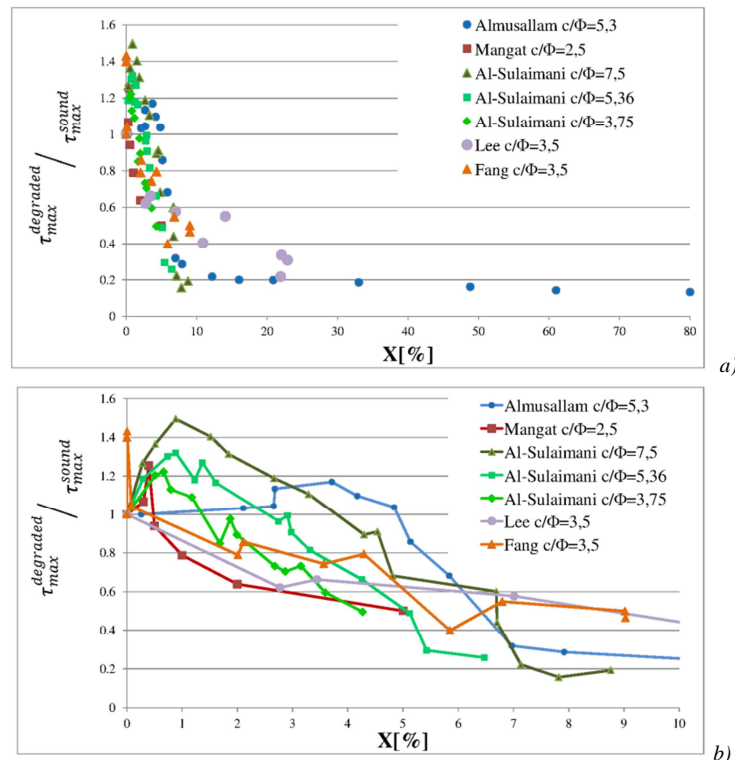 1.6
1.4
1.2
1
0.8
0.6
0.4
0.2
0
0 10 20 30 40 50 60 70 80
τ_max^degraded / τ_max^sound
X[%]
Almusallam c/Φ=5,3
Mangat c/Φ=2,5
Al-Sulaimani c/Φ=7,5
Al-Sulaimani c/Φ=5,36
Al-Sulaimani c/Φ=3,75
Lee c/Φ=3,5
Fang c/Φ=3,5
a)
1.6
1.4
1.2
1
0.8
0.6
0.4
0.2
0
0 1 2 3 4 5 6 7 8 9 10
τ_max^degraded / τ_max^sound
X[%]
Almusallam c/Φ=5,3
Mangat c/Φ=2,5
Al-Sulaimani c/Φ=7,5
Al-Sulaimani c/Φ=5,36
Al-Sulaimani c/Φ=3,75
Lee c/Φ=3,5
Fang c/Φ=3,5
b)